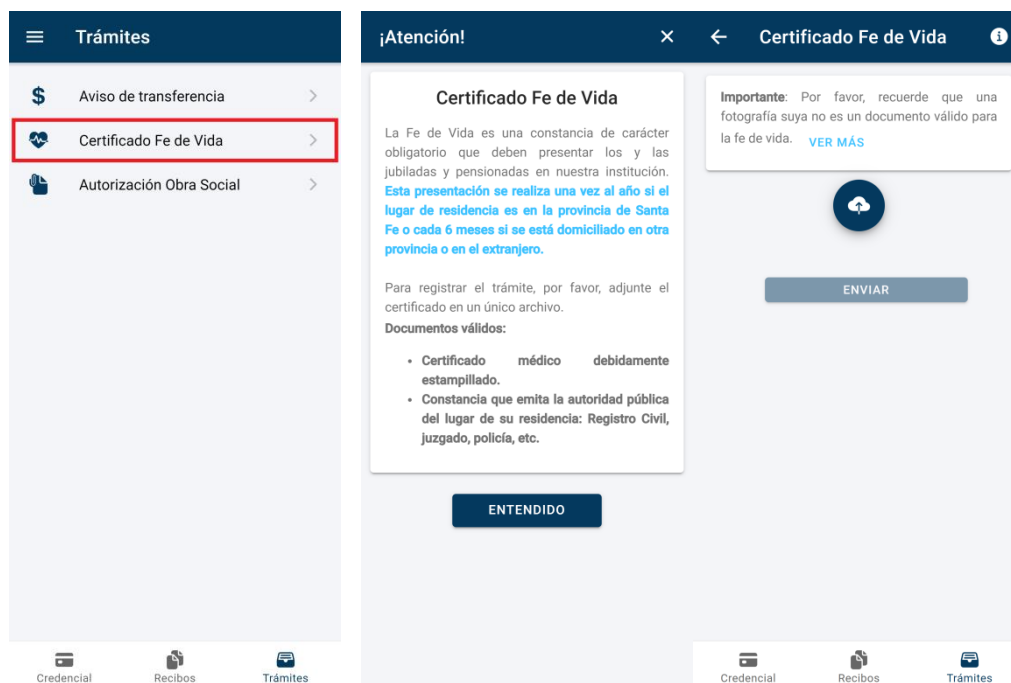 Trámites
Aviso de transferencia
Certificado Fe de Vida
Autorización Obra Social
Credencial
Recibos
Trámites
¡Atención!
Certificado Fe de Vida
La Fe de Vida es una constancia de carácter
obligatorio que deben presentar los y las
jubiladas y pensionadas en nuestra institución.
Esta presentación se realiza una vez al año si el
lugar de residencia es en la provincia de Santa
Fe o cada 6 meses si se está domiciliado en otra
provincia o en el extranjero.
Para registrar el trámite, por favor, adjunte el
certificado en un único archivo.
Documentos válidos:
• Certificado médico debidamente
estampillado.
• Constancia que emita la autoridad pública
del lugar de su residencia: Registro Civil,
juzgado, policía, etc.
ENTENDIDO
Certificado Fe de Vida
Importante: Por favor, recuerde que una
fotografía suya no es un documento válido para
la fe de vida. VER MÁS
ENVIAR
Credencial
Recibos
Trámites